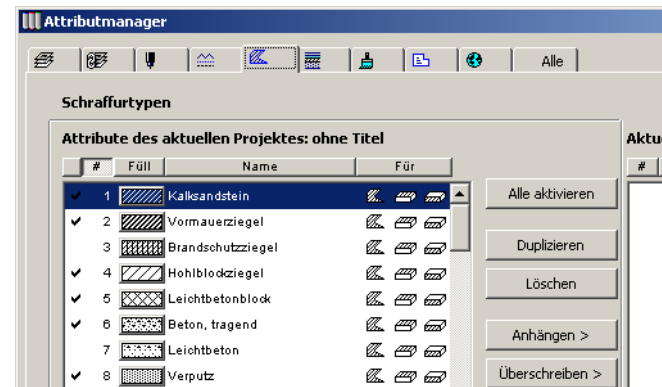 Attributmanager
Alle
Schraffurtypen
Attribute des aktuellen Projektes: ohne Titel
# Füll Name Für #
1 Kalksandstein
2 Vormauerziegel
3 Brandschutzziegel
4 Hohlblockziegel
5 Leichtbetonblock
6 Beton, tragend
7 Leichtbeton
8 Verputz
Alle aktivieren
Duplizieren
Löschen
Anhängen >
Überschreiben >